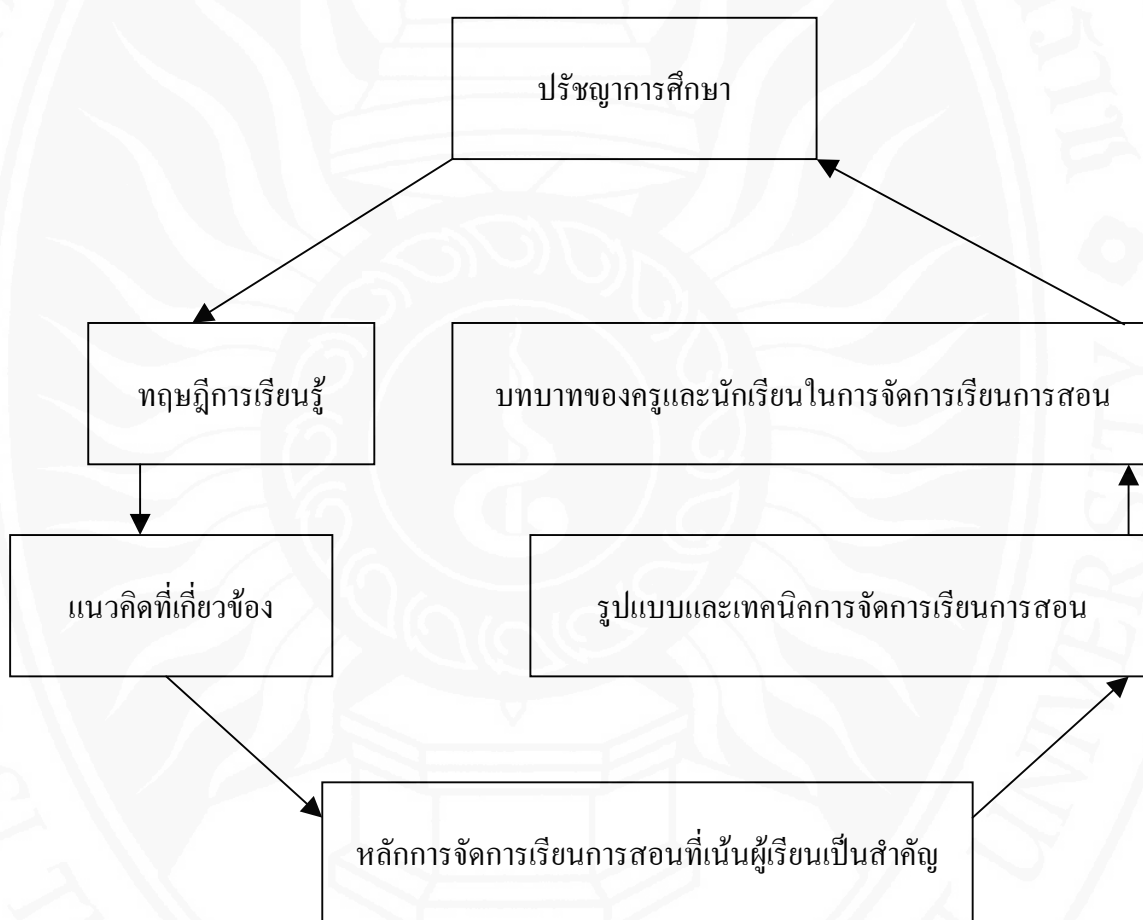 ปรัชญาการศึกษา
ทฤษฎีการเรียนรู้
บทบาทของครูและนักเรียนในการจัดการเรียนการสอน
แนวคิดที่เกี่ยวข้อง
รูปแบบและเทคนิคการจัดการเรียนการสอน
หลักการจัดการเรียนการสอนที่เน้นผู้เรียนเป็นสำคัญ